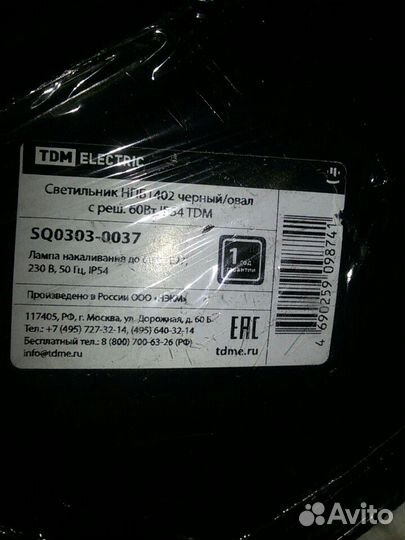 TDM ELECTRIC
Светильник НПБ1402 черный/овал
с реш. 60Вт IP54 TDM
SQ0303-0037
Лампа накаливания до
230 В, 50 Гц, IP54
1 год гарантии
Произведено в России ООО «НЭКМ»
117405, РФ, г. Москва, ул. Дорожная, д. 60 Б
Тел.: +7 (495) 727-32-14, (495) 640-32-14
Бесплатный тел.: 8 (800) 700-63-26 (РФ)
info@tdme.ru
EAC
tdme.ru
4 690259 098741
Avito